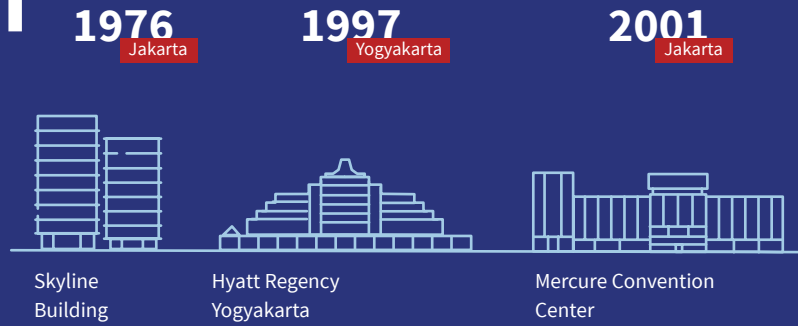 1976
Jakarta
Skyline
Building
1997
Yogyakarta
Hyatt Regency
Yogyakarta
2001
Jakarta
Mercure Convention
Center